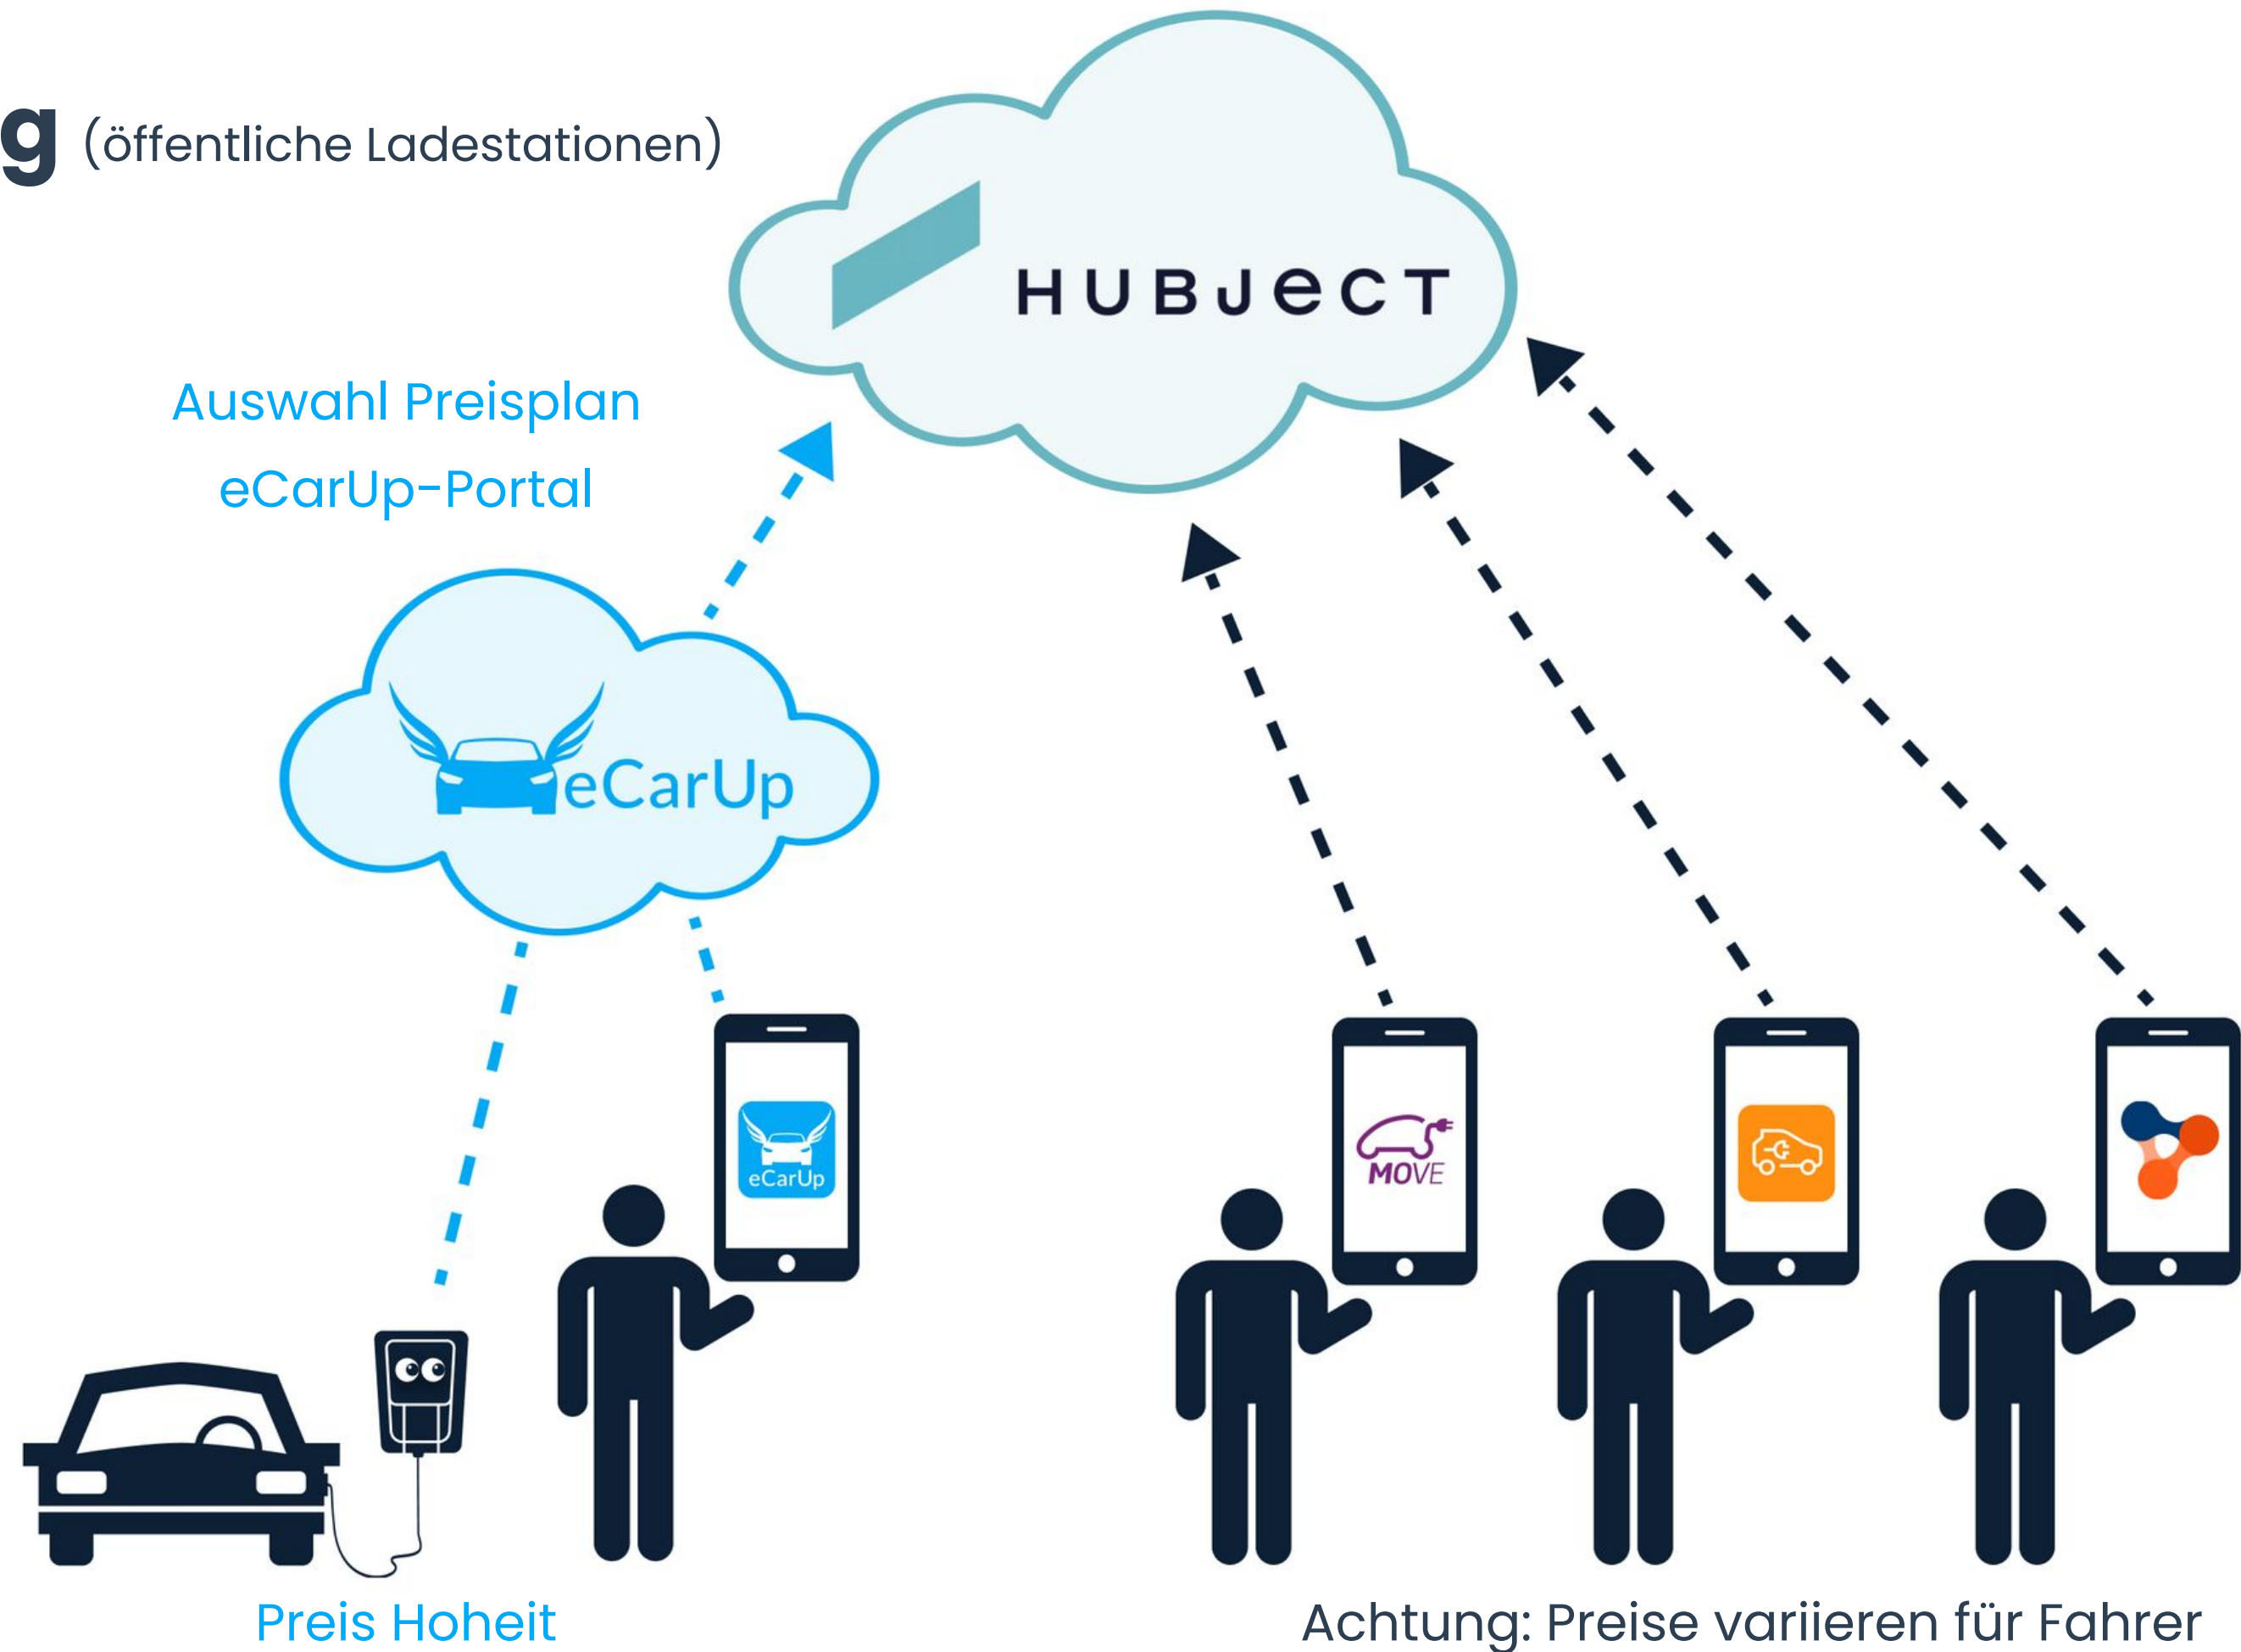 g (öffentliche Ladestationen)
HUBJECT
Auswahl Preisplan
eCarUp-Portal
eCarUp
eCarUp
MOVE
Preis Hoheit
Achtung: Preise variieren für Fahrer